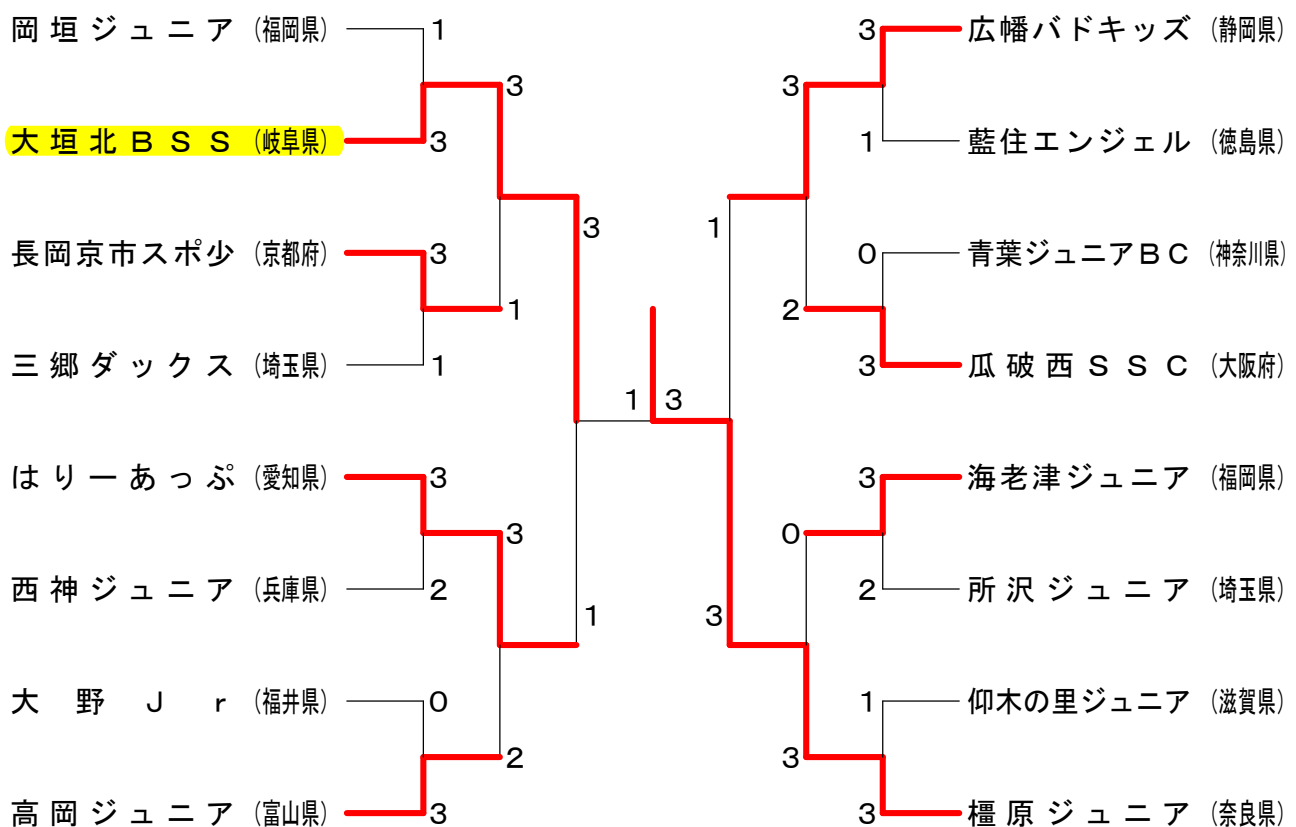 岡垣ジュニア (福岡県) 1
3
大垣北BSS (岐阜県) 3
3
長岡京市スポ少 (京都府) 3
1
三郷ダックス (埼玉県) 1
はりーあっぷ (愛知県) 3
3
西神ジュニア (兵庫県) 2
1
大野Jr (福井県) 0
2
高岡ジュニア (富山県) 3
1 3
3 広幡バドキッズ (静岡県)
3
1 藍住エンジェル (徳島県)
1
0 青葉ジュニアBC (神奈川県)
2
3 瓜破西SSC (大阪府)
3 海老津ジュニア (福岡県)
0
2 所沢ジュニア (埼玉県)
3
1 仰木の里ジュニア (滋賀県)
3
3 橿原ジュニア (奈良県)